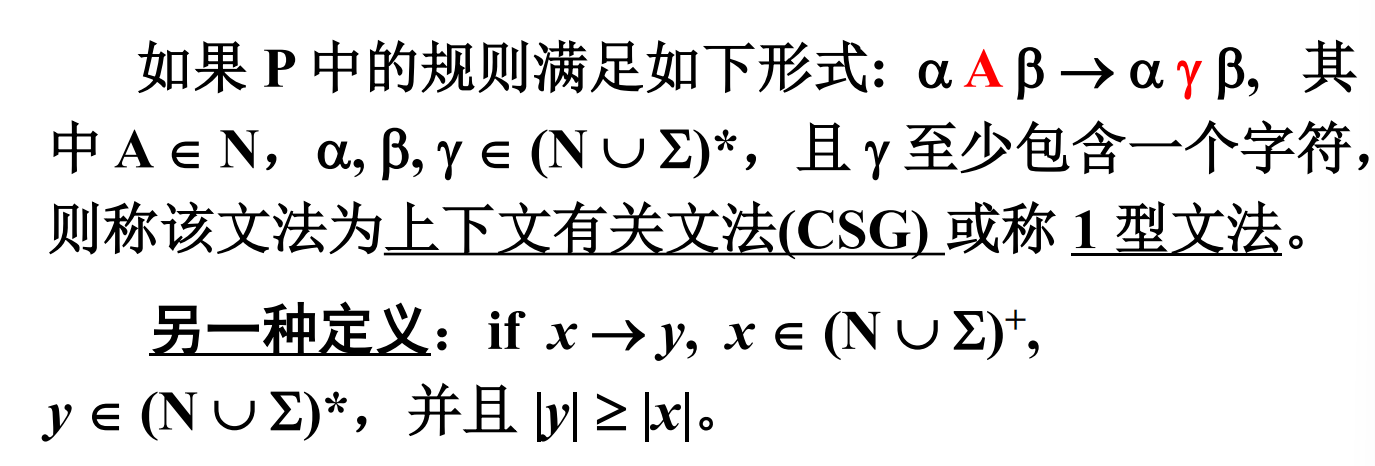 如果 P 中的规则满足如下形式: α A β → α γ β, 其
中 A ∈ N，α, β, γ ∈ (N ∪ Σ)*，且 γ 至少包含一个字符，
则称该文法为上下文有关文法(CSG) 或称 1 型文法。
另一种定义：if x → y, x ∈ (N ∪ Σ)⁺,
y ∈ (N ∪ Σ)*，并且 |y| ≥ |x|。